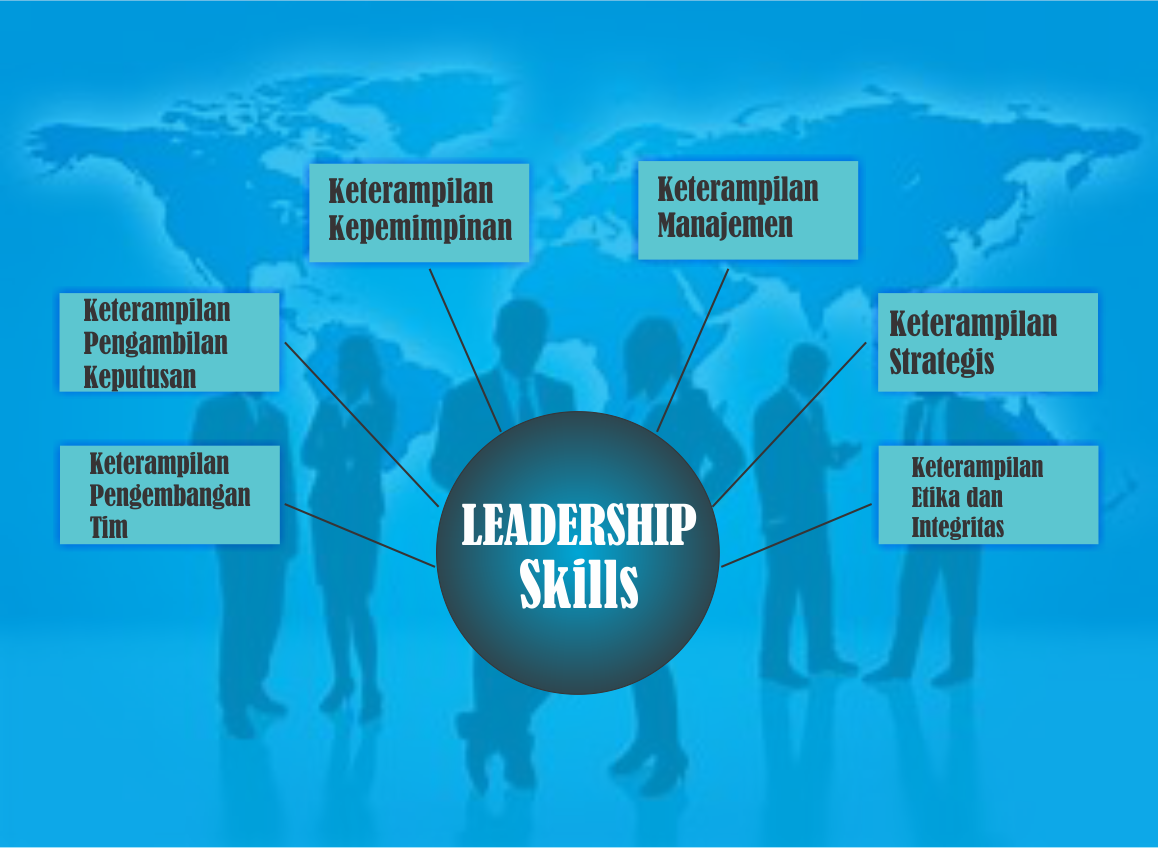 Keterampilan
Kepemimpinan
Keterampilan
Manajemen
Keterampilan
Pengambilan
Keputusan
Keterampilan
Strategis
Keterampilan
Pengembangan
Tim
Keterampilan
Etika dan
Integritas
LEADERSHIP
Skills